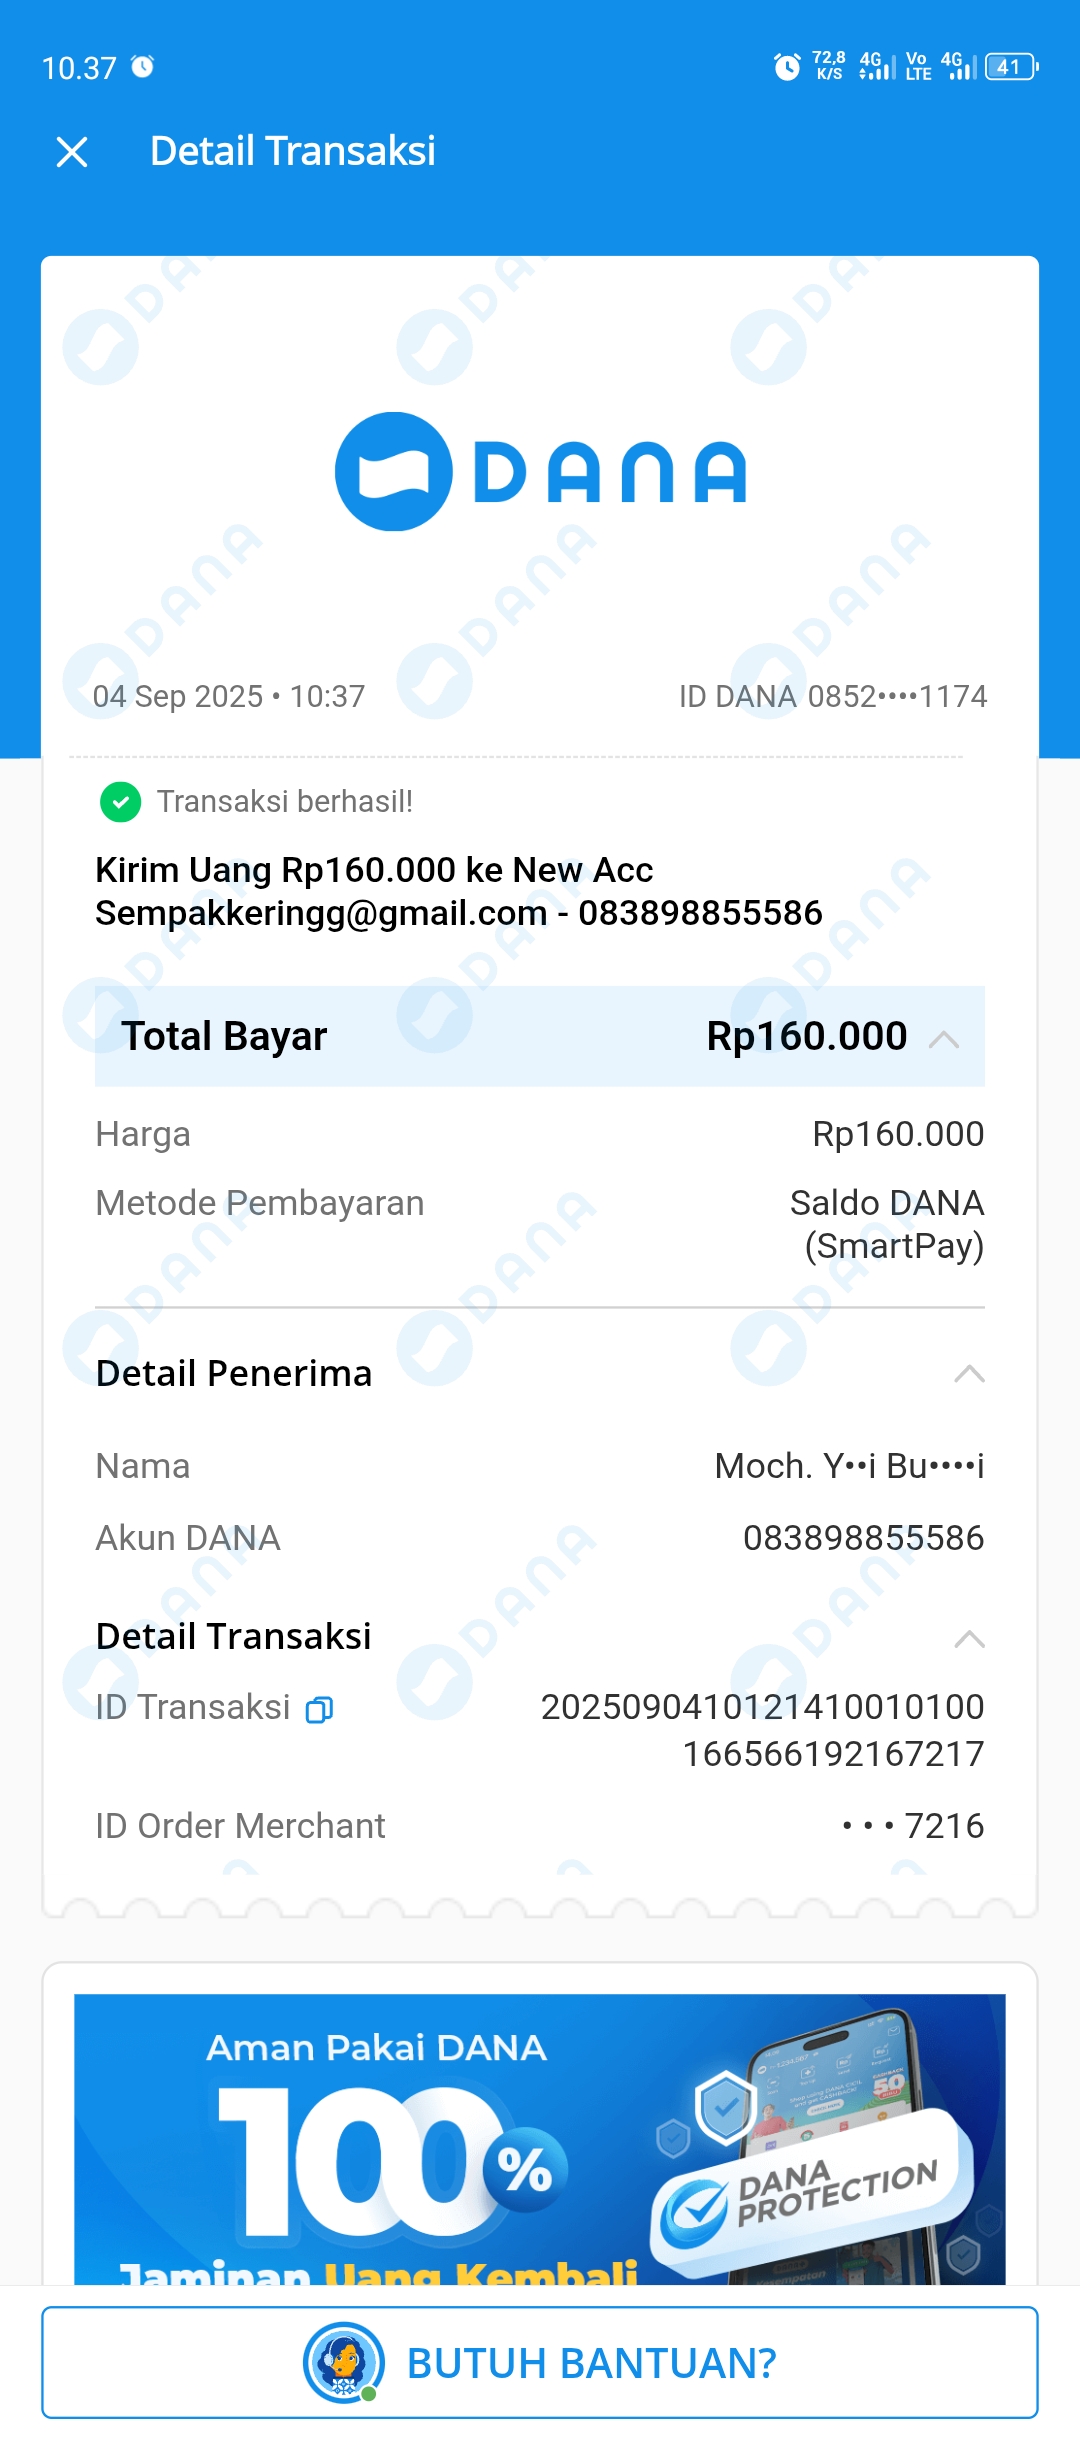 10.37
72,8 K/S 4G Vo LTE 4G 41
Detail Transaksi
DANA
04 Sep 2025 • 10:37
ID DANA 0852••••1174
Transaksi berhasil!
Kirim Uang Rp160.000 ke New Acc
Sempakkeringg@gmail.com - 083898855586
Total Bayar Rp160.000
Harga Rp160.000
Metode Pembayaran Saldo DANA
(SmartPay)
Detail Penerima
Nama Moch. Y••i Bu••••i
Akun DANA 083898855586
Detail Transaksi
ID Transaksi 2025090410121410010100
166566192167217
ID Order Merchant • • • 7216
Aman Pakai DANA
100%
Jaminan Uang Kembali
DANA
PROTECTION
BUTUH BANTUAN?